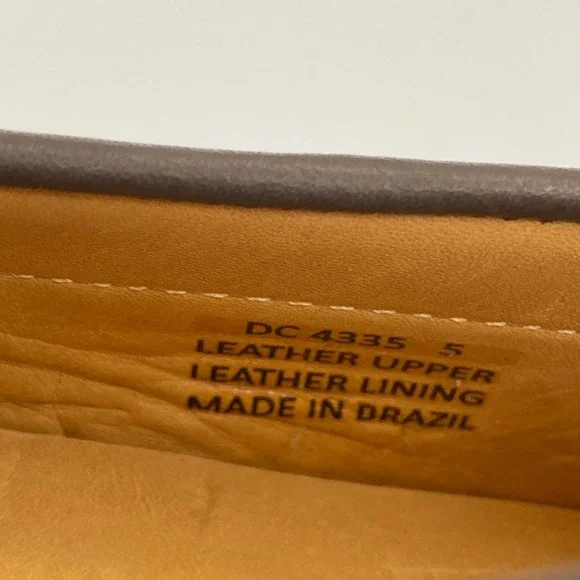 DC 4335 5
LEATHER UPPER
LEATHER LINING
MADE IN BRAZIL